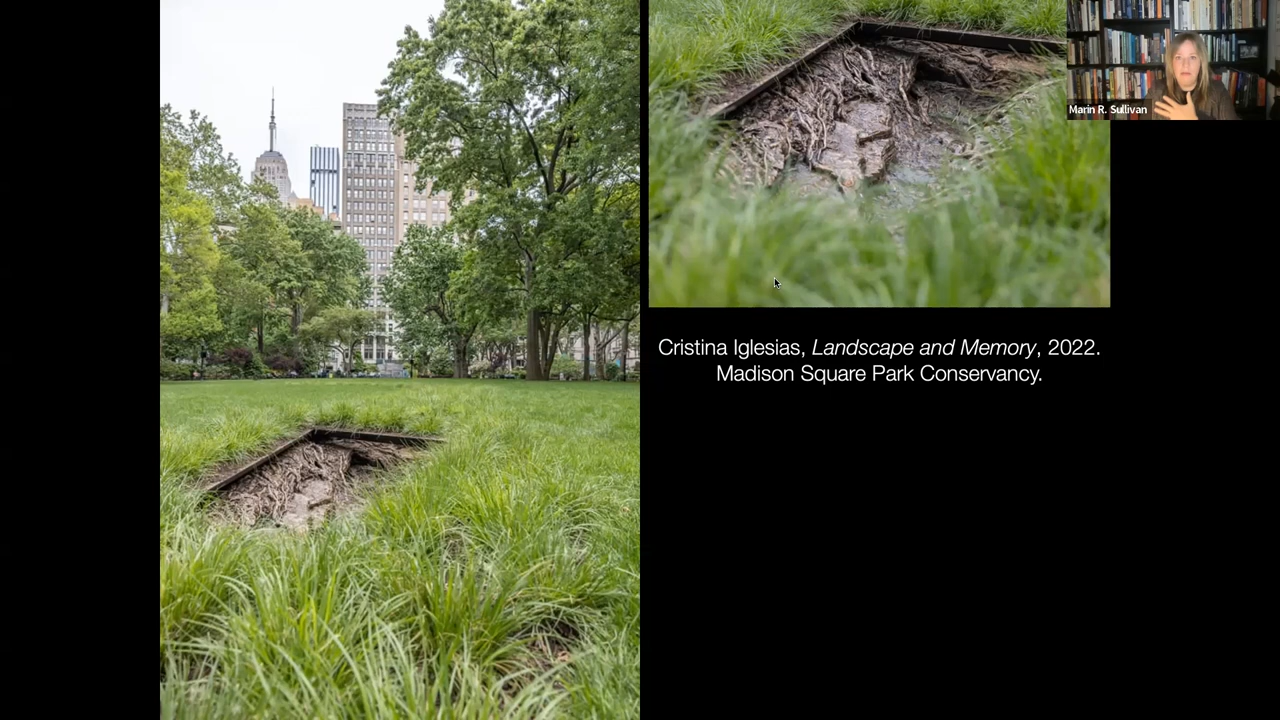 Marin R. Sullivan
Cristina Iglesias, Landscape and Memory, 2022.
Madison Square Park Conservancy.